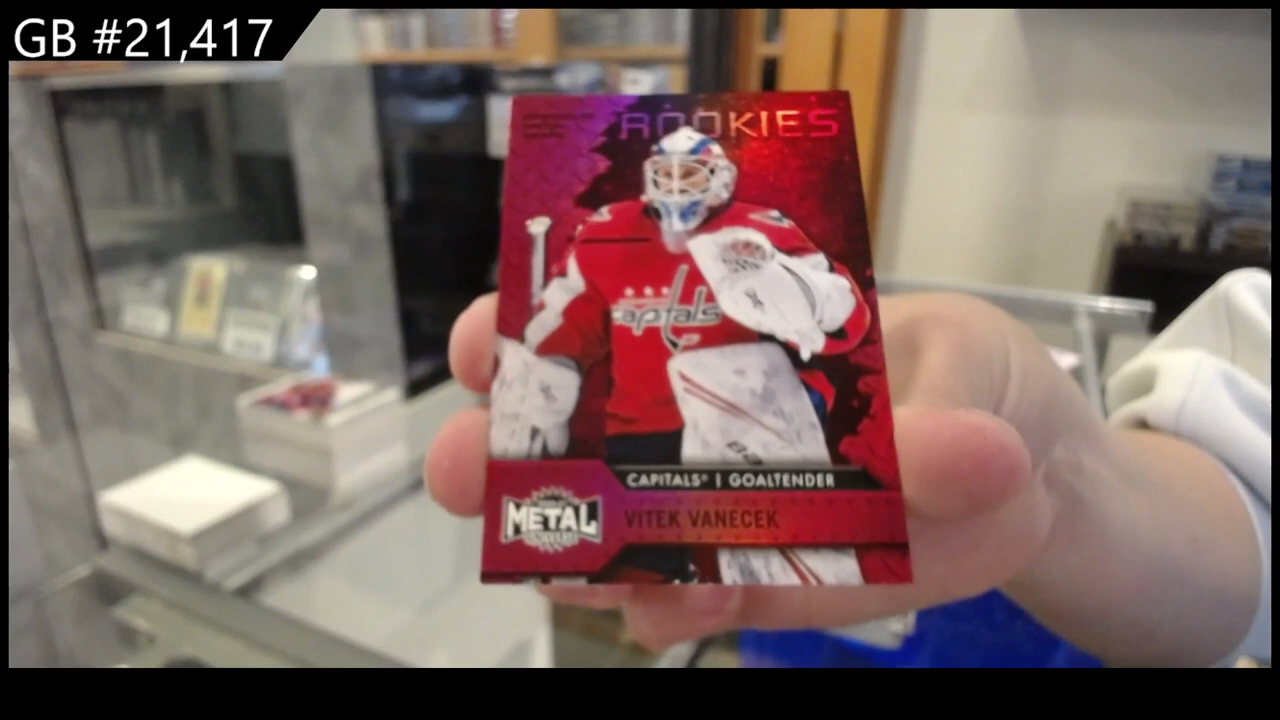 GB #21,417
ROOKIES
Capitals
CAPITALS® | GOALTENDER
METAL
VITEK VANECEK